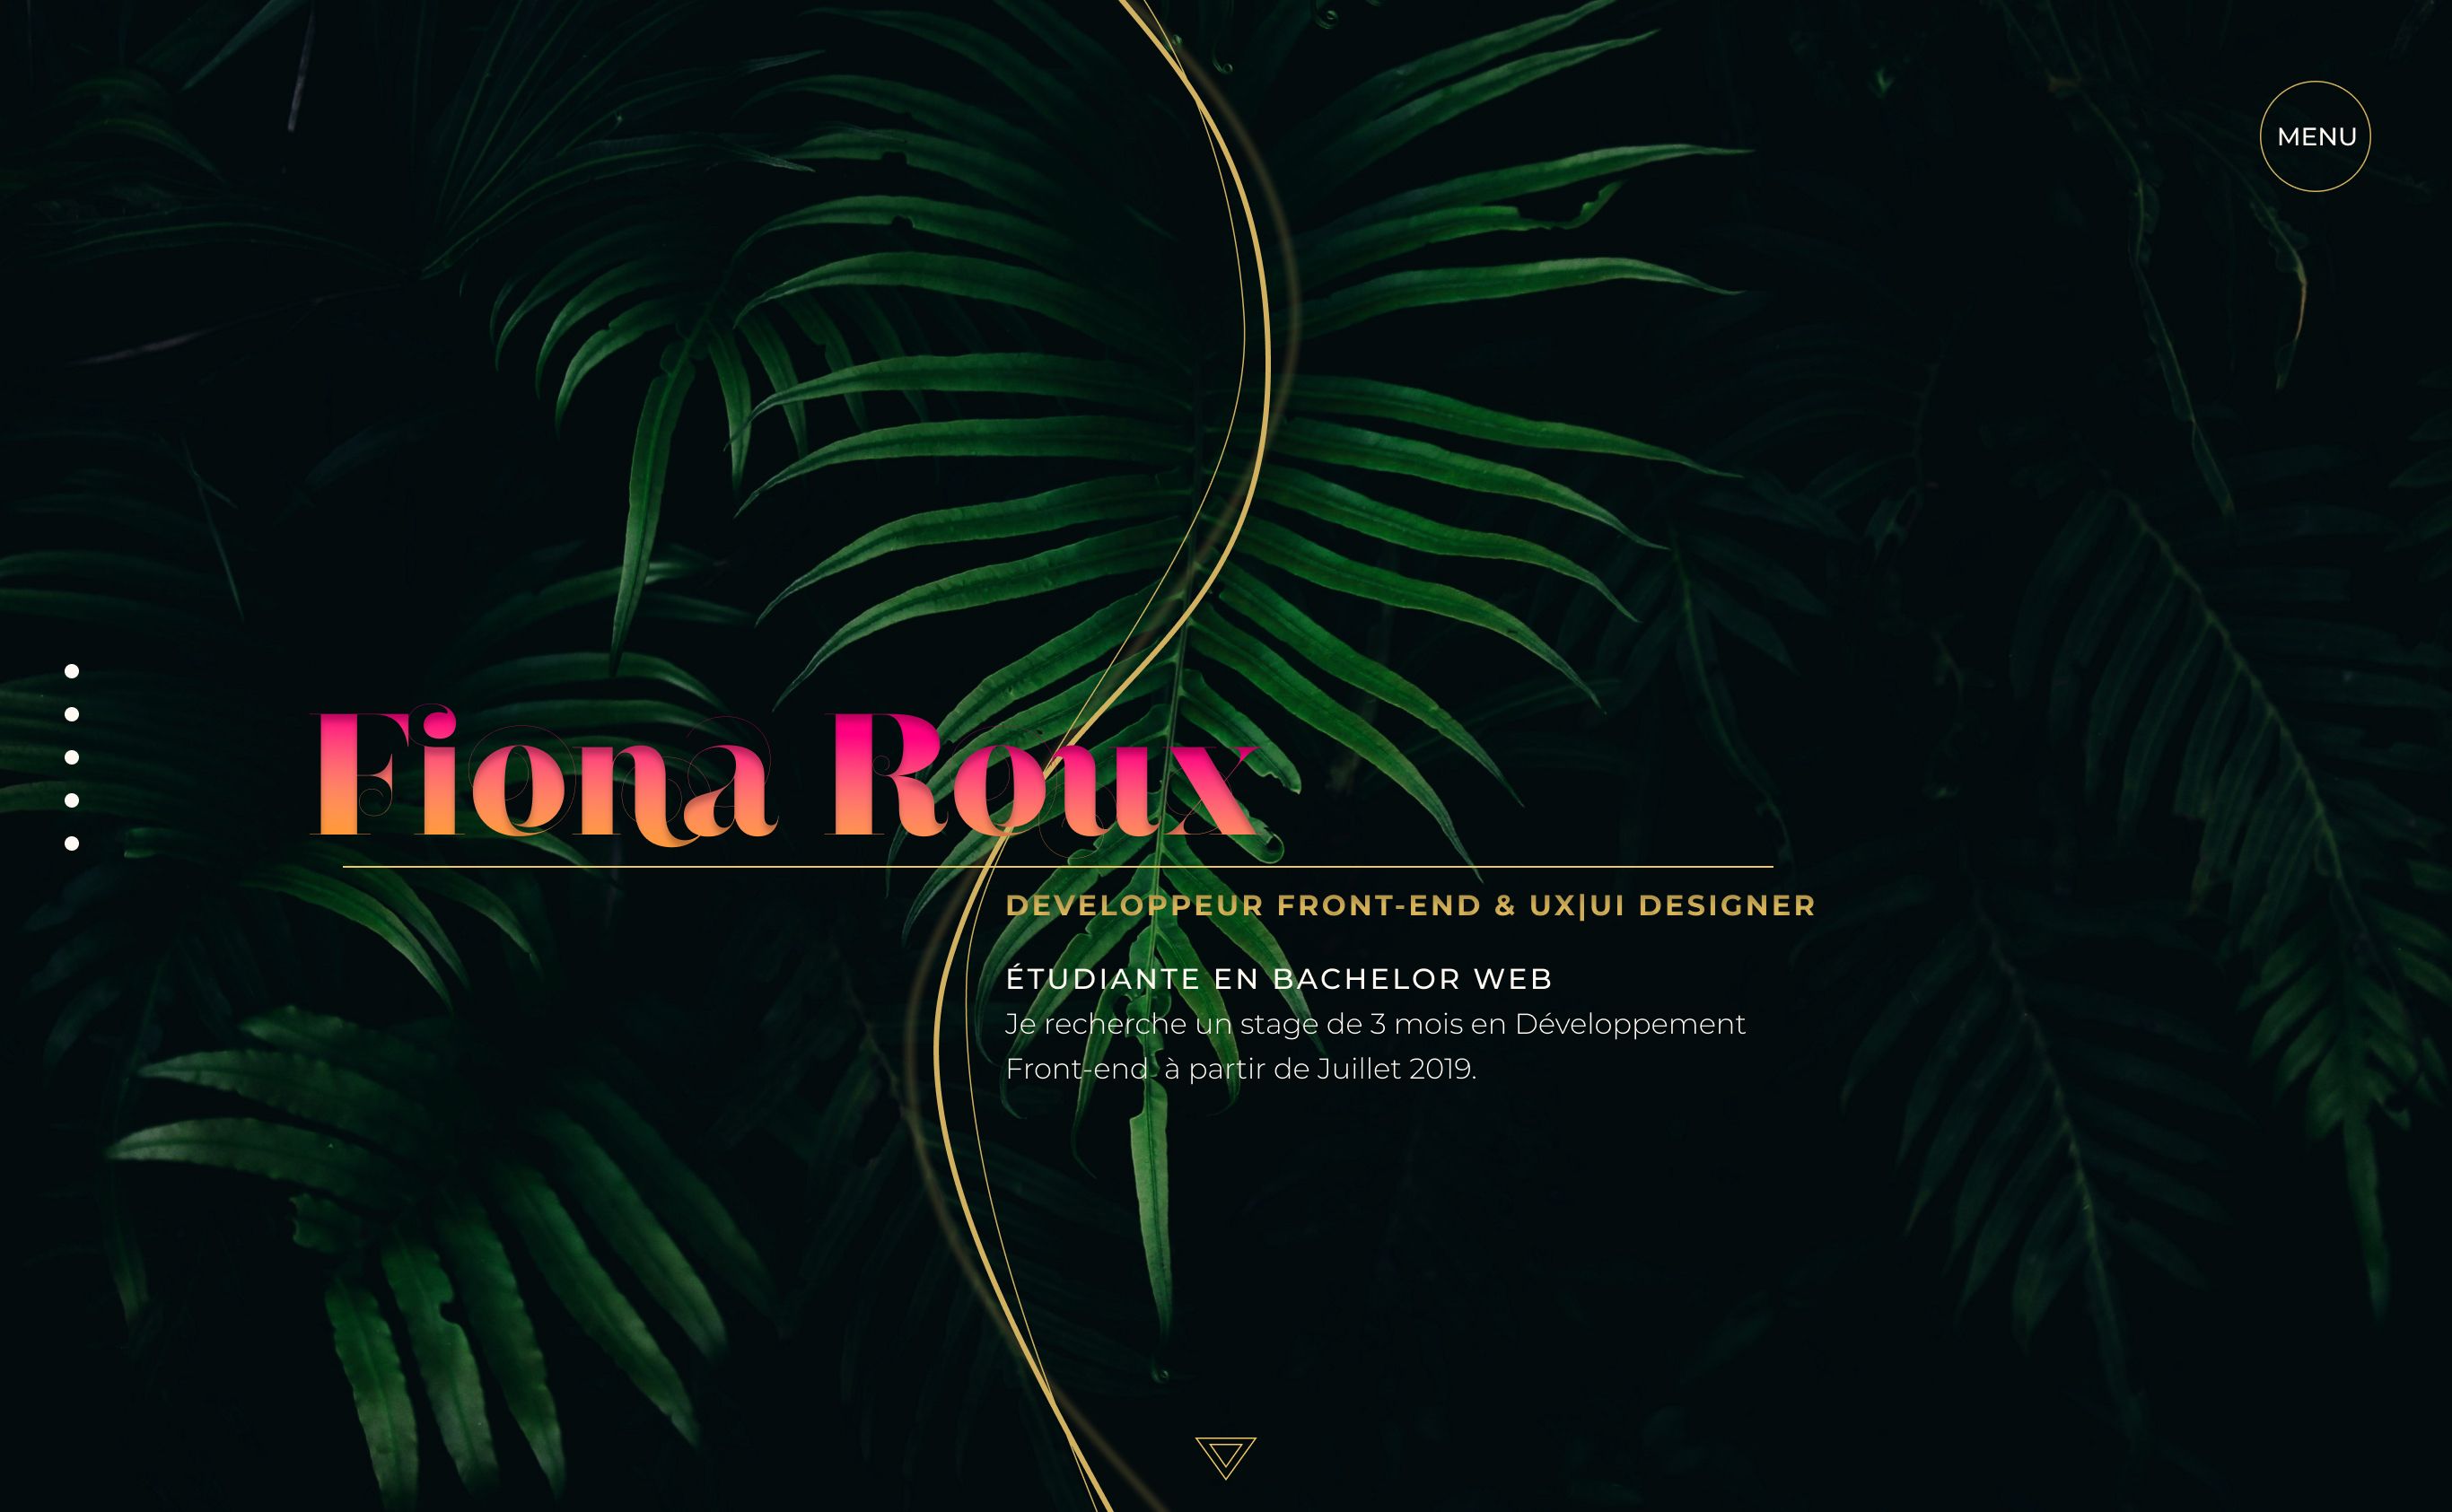 MENU
Fiona Roux
DEVELOPPEUR FRONT-END & UX|UI DESIGNER
ÉTUDIANTE EN BACHELOR WEB
Je recherche un stage de 3 mois en Développement
Front-end à partir de Juillet 2019.